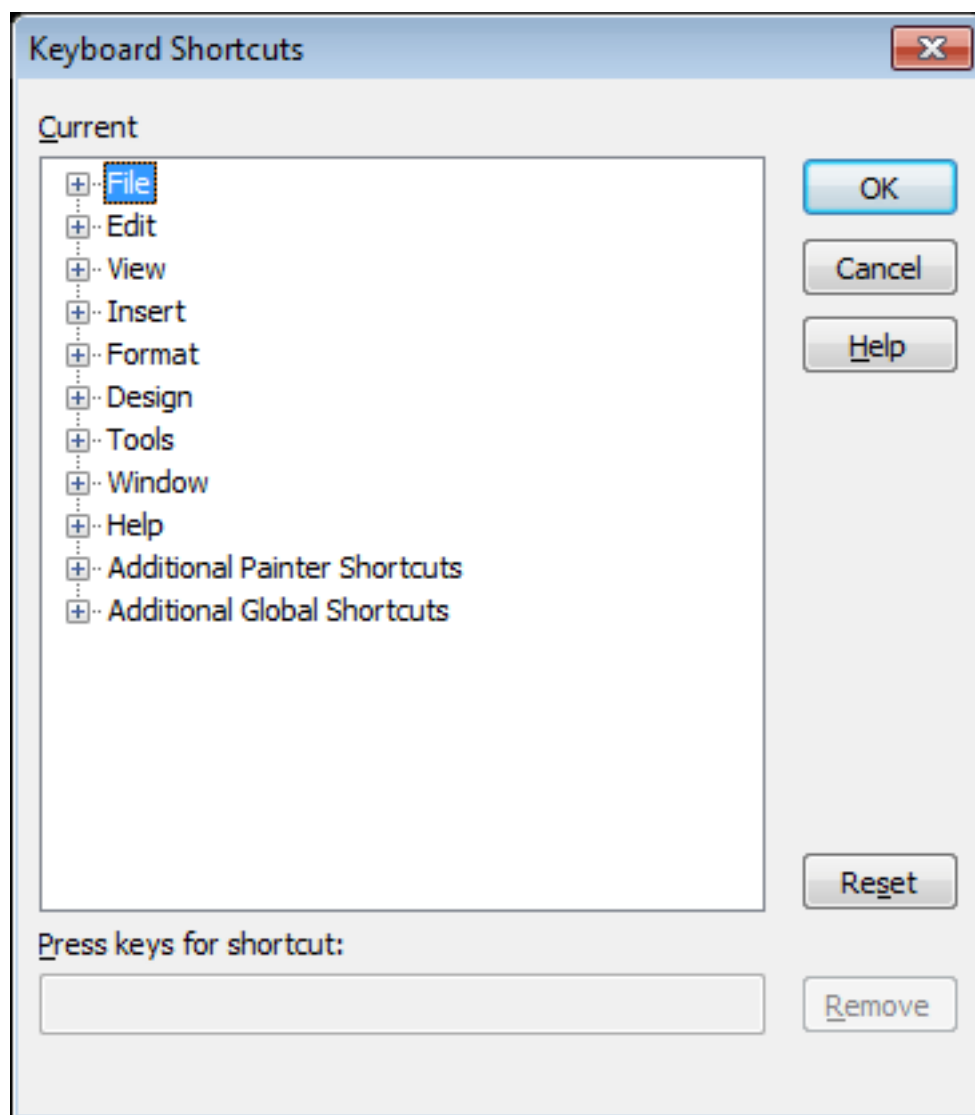 Keyboard Shortcuts
Current
File
Edit
View
Insert
Format
Design
Tools
Window
Help
Additional Painter Shortcuts
Additional Global Shortcuts
OK
Cancel
Help
Reset
Press keys for shortcut:
Remove